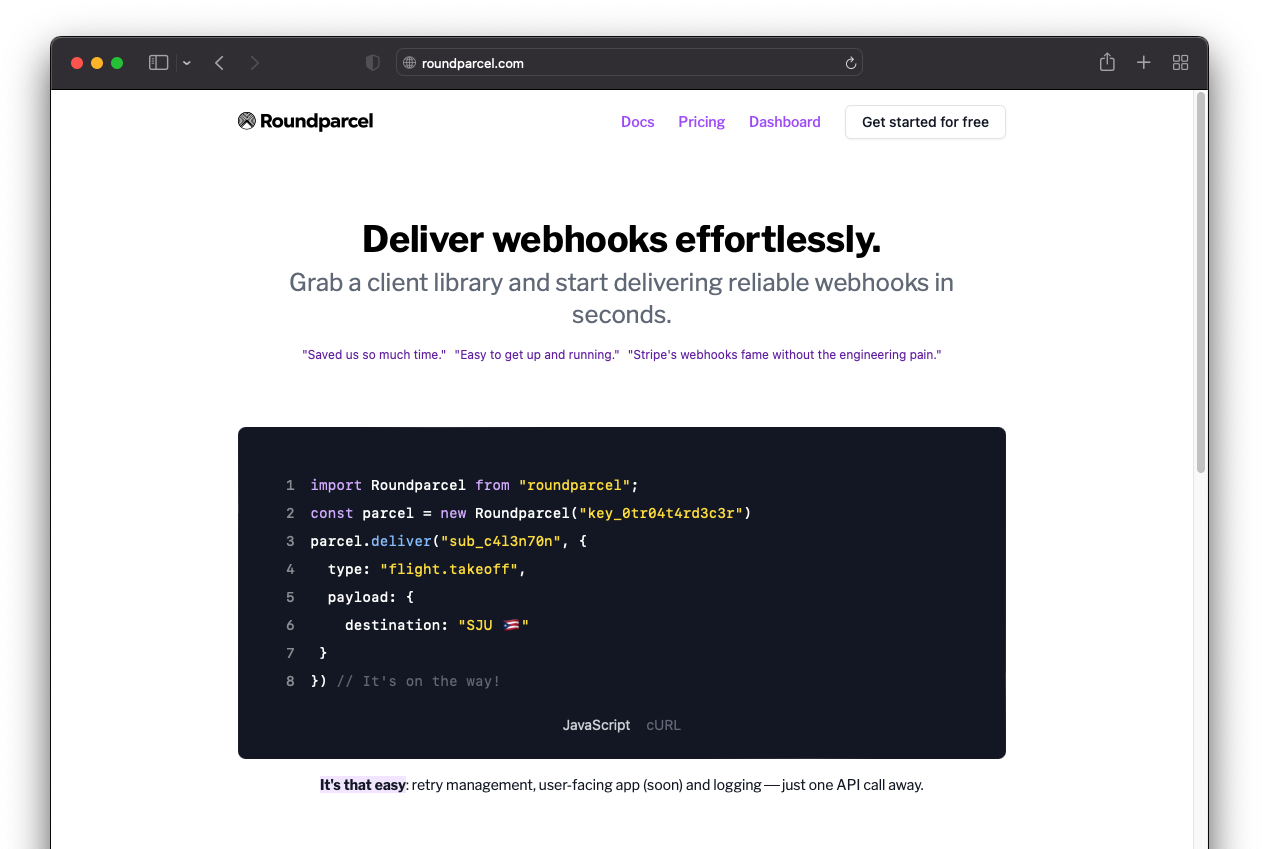 roundparcel.com
Roundparcel Docs Pricing Dashboard Get started for free
Deliver webhooks effortlessly.
Grab a client library and start delivering reliable webhooks in
seconds.
"Saved us so much time." "Easy to get up and running." "Stripe's webhooks fame without the engineering pain."
1 import Roundparcel from "roundparcel";
2 const parcel = new Roundparcel("key_0tr04t4rd3c3r")
3 parcel.deliver("sub_c4l3n70n", {
4 type: "flight.takeoff",
5 payload: {
6 destination: "SJU 🇵🇷"
7 }
8 }) // It's on the way!
JavaScript cURL
It's that easy: retry management, user-facing app (soon) and logging — just one API call away.